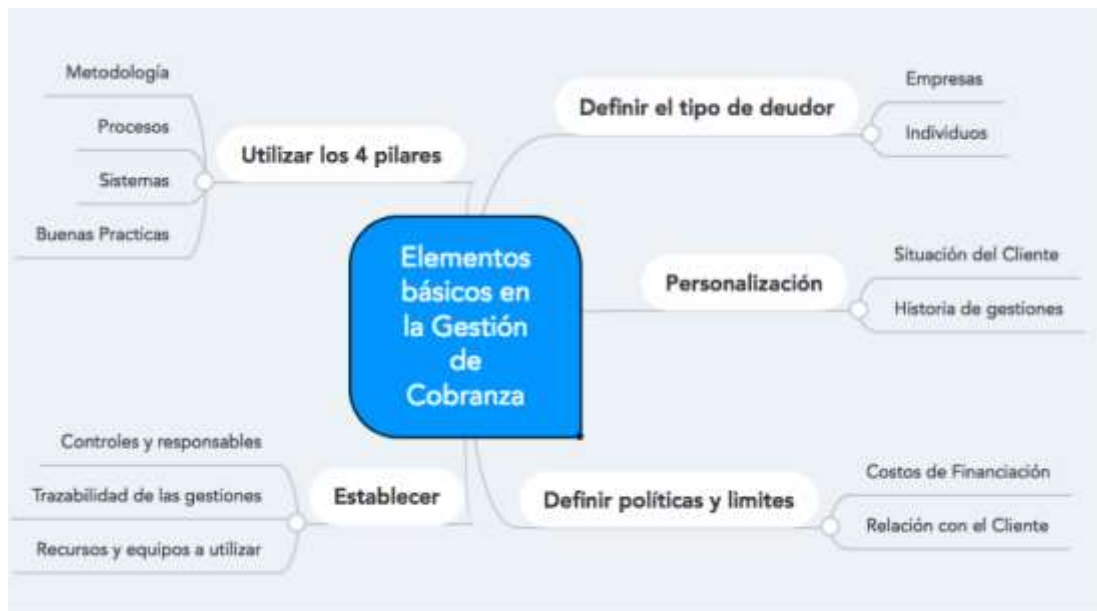 Metodología
Procesos
Sistemas
Buenas Practicas
Utilizar los 4 pilares
Definir el tipo de deudor
Empresas
Individuos
Elementos
básicos en
la Gestión
de
Cobranza
Personalización
Situación del Cliente
Historia de gestiones
Controles y responsables
Trazabilidad de las gestiones
Recursos y equipos a utilizar
Establecer
Definir políticas y limites
Costos de Financiación
Relación con el Cliente